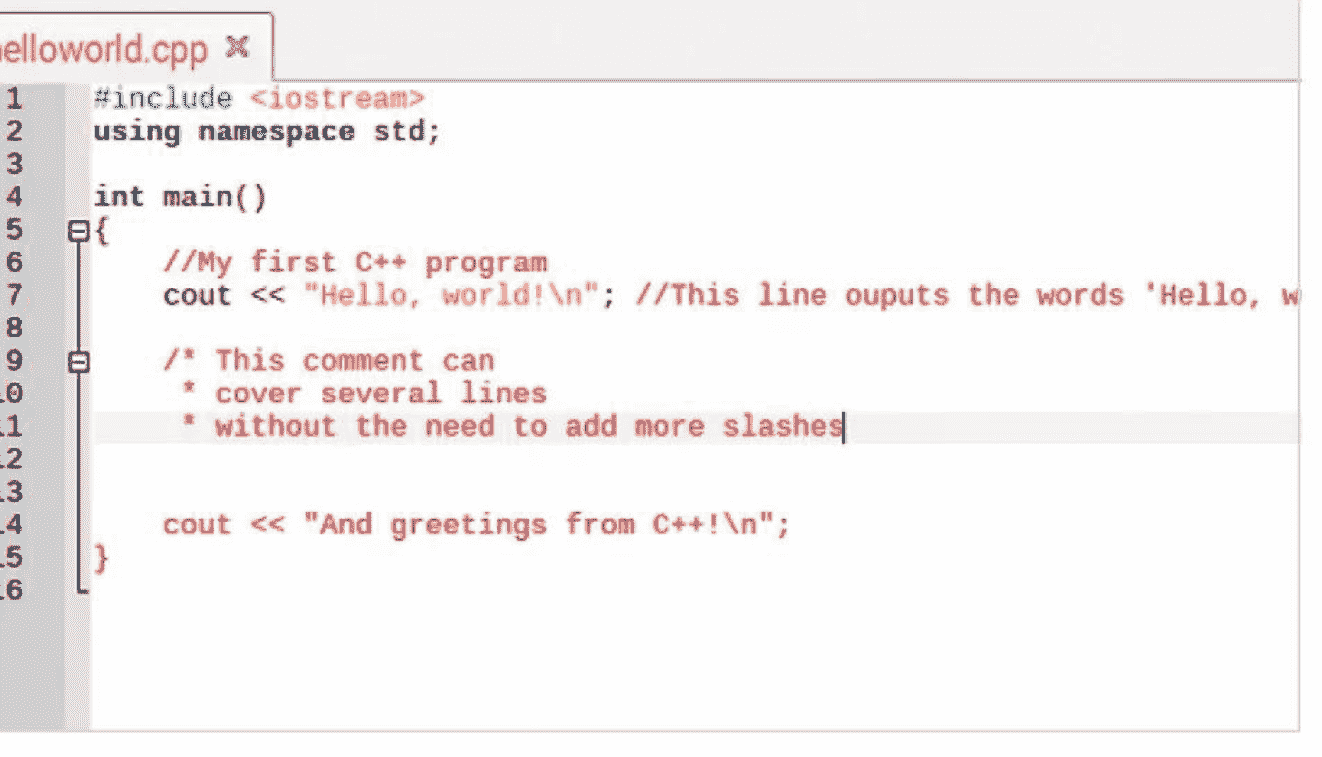 elloworld.cpp ✖
1 #include <iostream>
2 using namespace std;
3
4 int main()
5 {
6 //My first C++ program
7 cout << "Hello, world!\n"; //This line ouputs the words 'Hello, w
8
9 /* This comment can
10 * cover several lines
11 * without the need to add more slashes
12
13
14 cout << "And greetings from C++!\n";
15 }
16